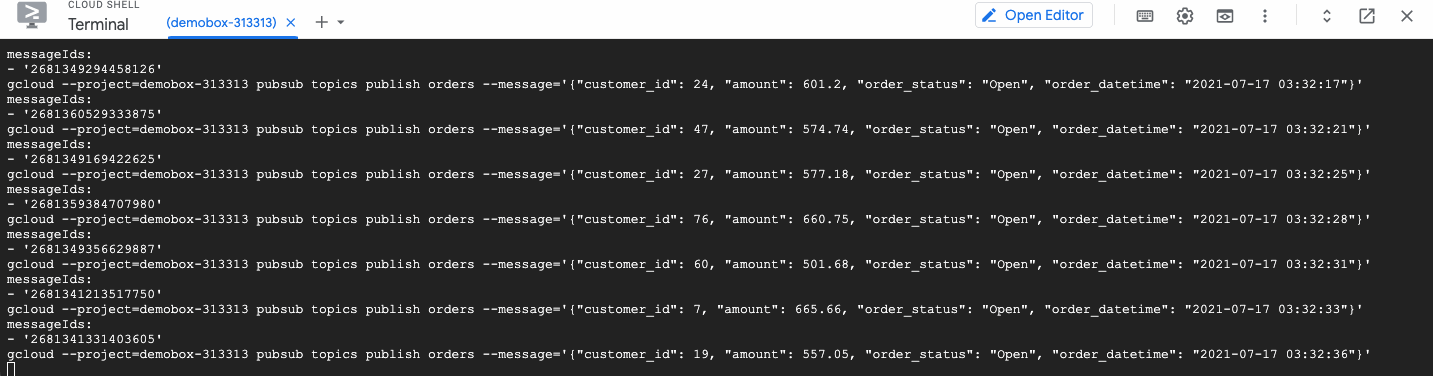 CLOUD SHELL
Terminal
(demobox-313313)
Open Editor
messageIds:
- '2681349294458126'
gcloud --project=demobox-313313 pubsub topics publish orders --message='{"customer_id": 24, "amount": 601.2, "order_status": "Open", "order_datetime": "2021-07-17 03:32:17"}'
messageIds:
- '2681360529333875'
gcloud --project=demobox-313313 pubsub topics publish orders --message='{"customer_id": 47, "amount": 574.74, "order_status": "Open", "order_datetime": "2021-07-17 03:32:21"}'
messageIds:
- '2681349169422625'
gcloud --project=demobox-313313 pubsub topics publish orders --message='{"customer_id": 27, "amount": 577.18, "order_status": "Open", "order_datetime": "2021-07-17 03:32:25"}'
messageIds:
- '2681359384707980'
gcloud --project=demobox-313313 pubsub topics publish orders --message='{"customer_id": 76, "amount": 660.75, "order_status": "Open", "order_datetime": "2021-07-17 03:32:28"}'
messageIds:
- '2681349356629887'
gcloud --project=demobox-313313 pubsub topics publish orders --message='{"customer_id": 60, "amount": 501.68, "order_status": "Open", "order_datetime": "2021-07-17 03:32:31"}'
messageIds:
- '2681341213517750'
gcloud --project=demobox-313313 pubsub topics publish orders --message='{"customer_id": 7, "amount": 665.66, "order_status": "Open", "order_datetime": "2021-07-17 03:32:33"}'
messageIds:
- '2681341331403605'
gcloud --project=demobox-313313 pubsub topics publish orders --message='{"customer_id": 19, "amount": 557.05, "order_status": "Open", "order_datetime": "2021-07-17 03:32:36"}'